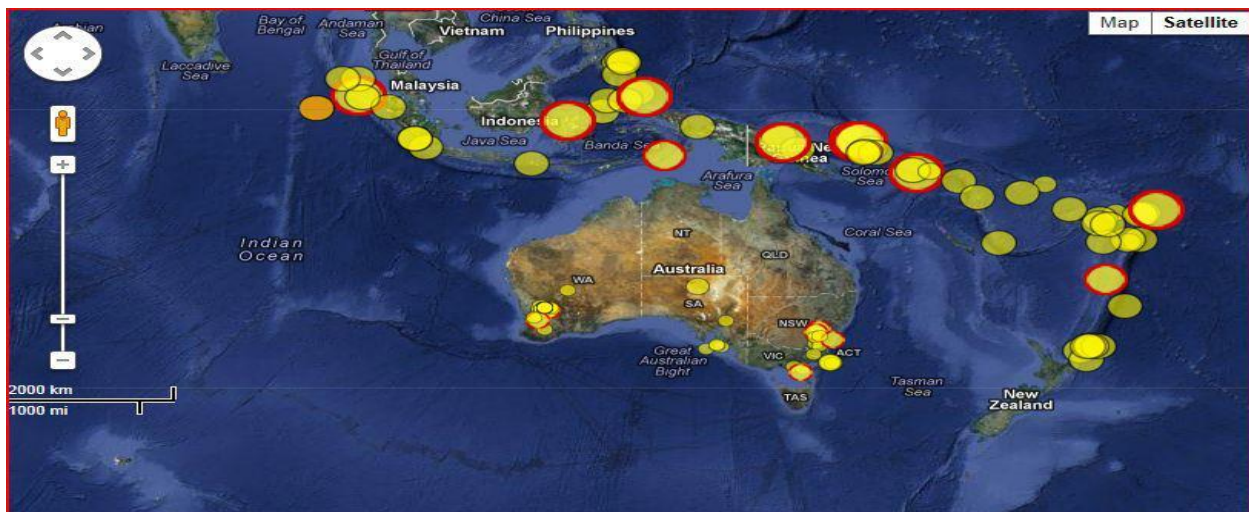 Map
Satellite
Bay of
Bengal
Andaman
Sea
China Sea
Vietnam
Philippines
Laccadive
Sea
Gulf of
Thailand
Malaysia
Indonesia
Java Sea
Banda Sea
Arafura
Sea
Coral Sea
Indian
Ocean
NT
QLD
WA
Australia
SA
NSW
ACT
VIC
Great
Australian
Bight
TAS
Tasman
Sea
New
Zealand
2000 km
1000 mi